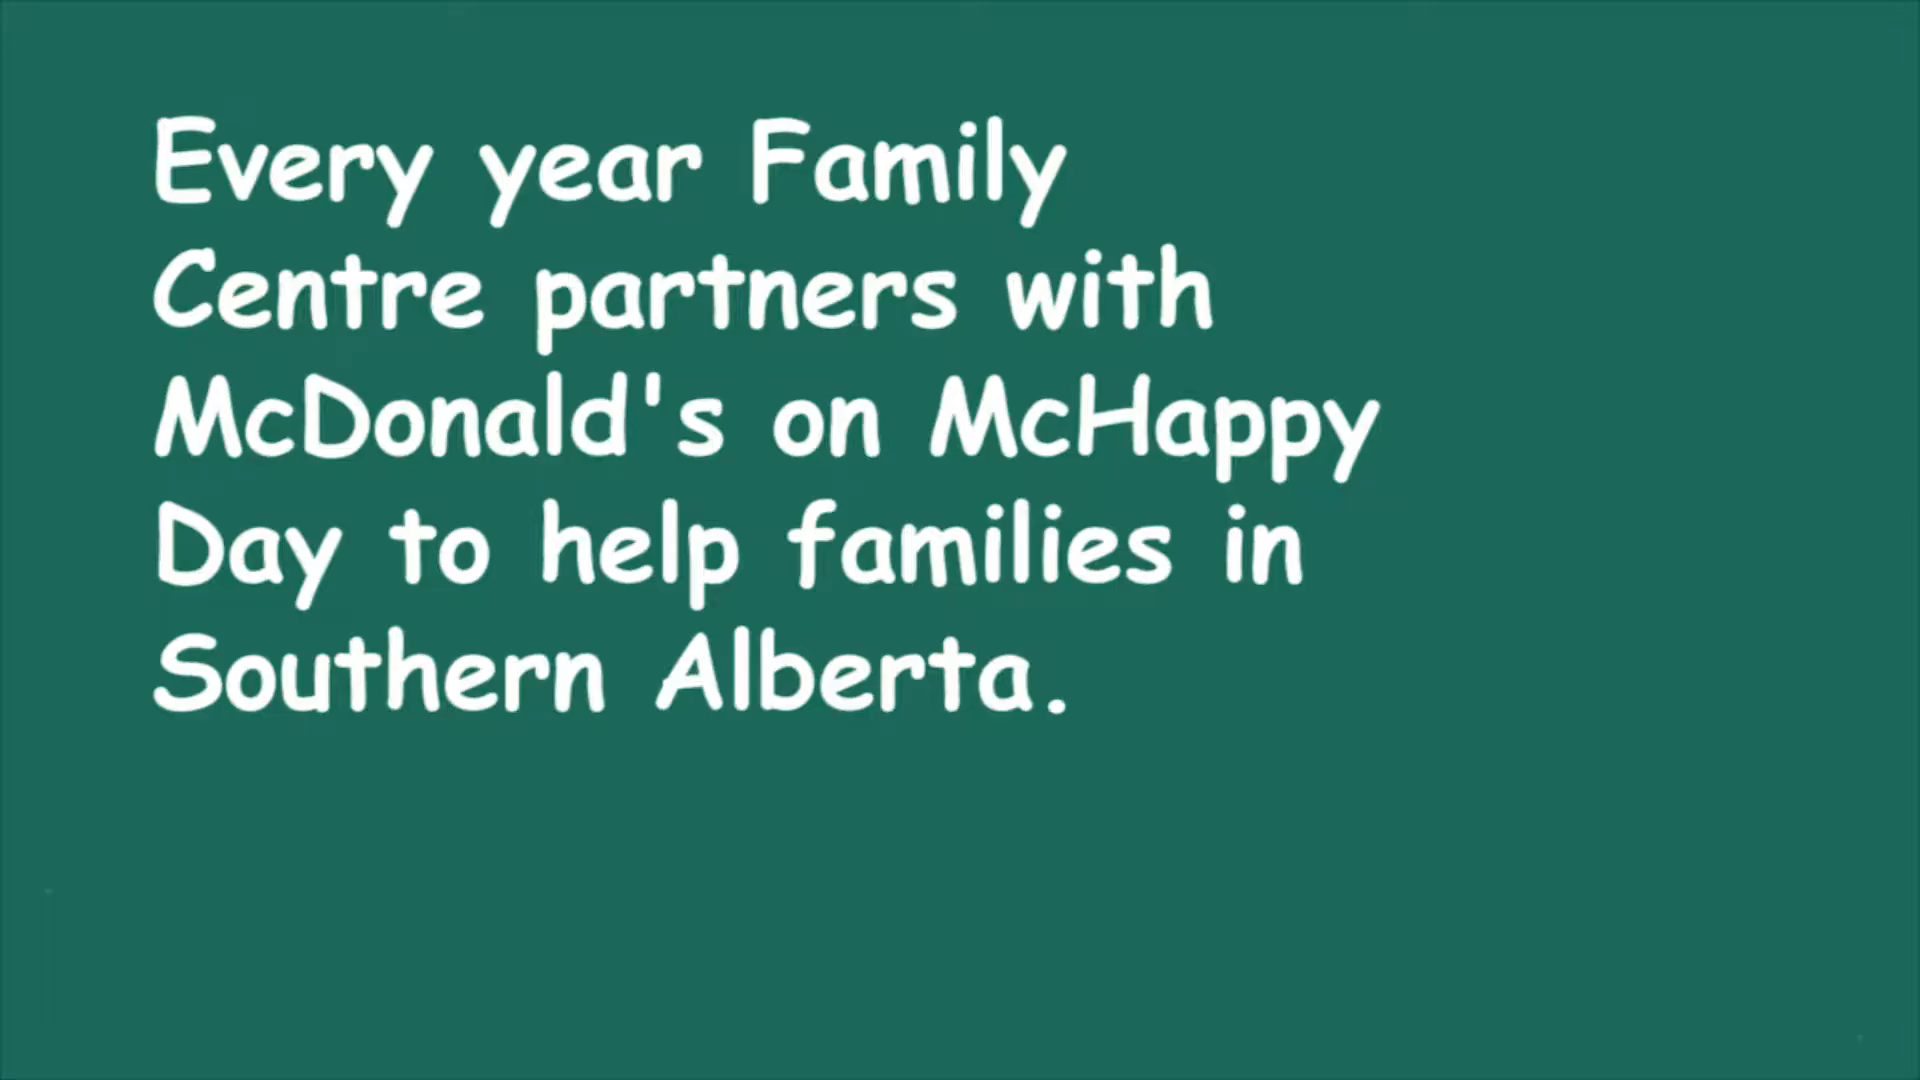 Every year Family
Centre partners with
McDonald's on McHappy
Day to help families in
Southern Alberta.